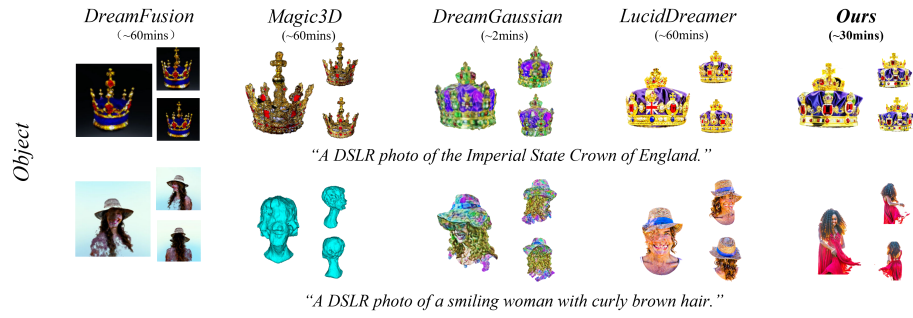 DreamFusion Magic3D DreamGaussian LucidDreamer Ours
（~60mins） (~60mins) (~2mins) (~60mins) (~30mins)
Object
“A DSLR photo of the Imperial State Crown of England.”
“A DSLR photo of a smiling woman with curly brown hair.”